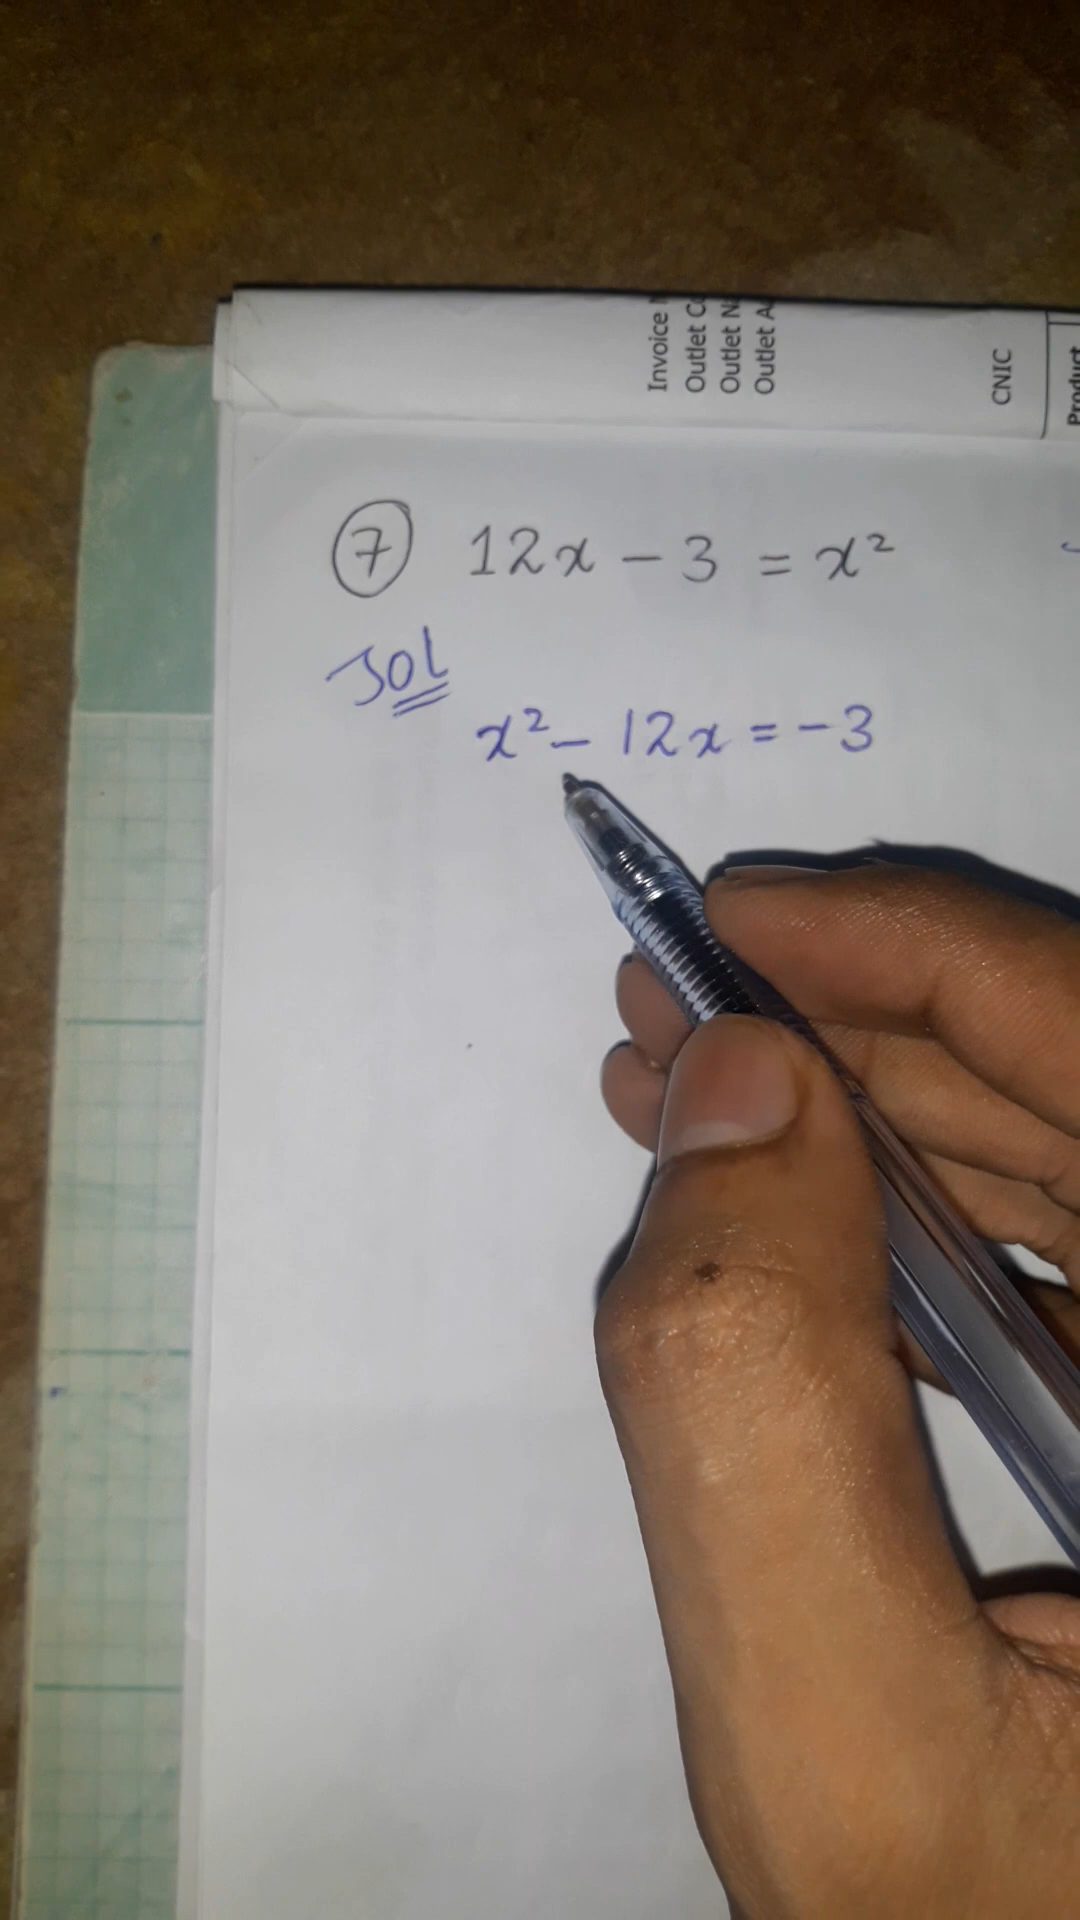 Invoice
Outlet
Outlet
Outlet
CNIC
Product
⑦ 12x - 3 = x²
Sol
x² - 12x = -3